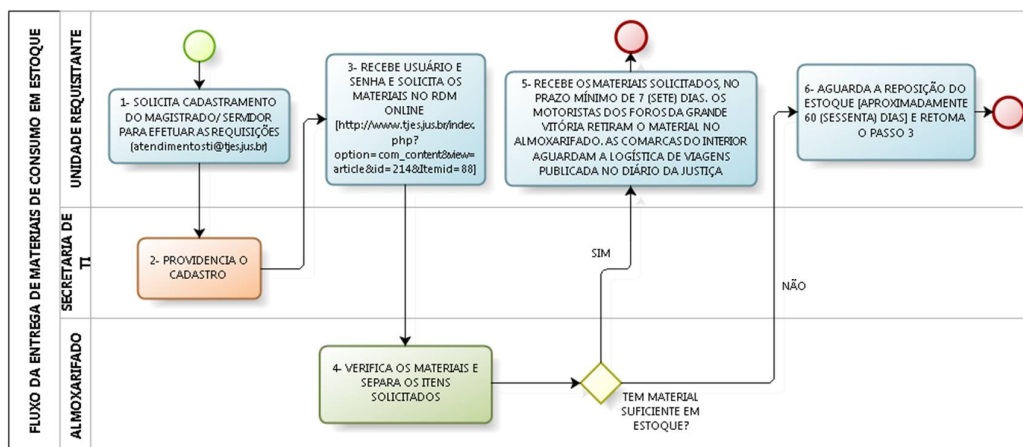 FLUXO DA ENTREGA DE MATERIAIS DE CONSUMO EM ESTOQUE
UNIDADE REQUISITANTE
1- SOLICITA CADASTRAMENTO
DO MAGISTRADO/ SERVIDOR
PARA EFETUAR AS REQUISIÇÕES
[atendimentosti@tjes.jus.br]
3- RECEBE USUÁRIO E
SENHA E SOLICITA OS
MATERIAIS NO RDM
ONLINE
[http://www.tjes.jus.br/index.
php?
option=com_content&view=
article&id=214&Itemid=88]
5- RECEBE OS MATERIAIS SOLICITADOS, NO
PRAZO MÍNIMO DE 7 (SETE) DIAS. OS
MOTORISTAS DOS FOROS DA GRANDE
VITÓRIA RETIRAM O MATERIAL NO
ALMOXARIFADO. AS COMARCAS DO INTERIOR
AGUARDAM A LOGÍSTICA DE VIAGENS
PUBLICADA NO DIÁRIO DA JUSTIÇA
6- AGUARDA A REPOSIÇÃO DO
ESTOQUE [APROXIMADAMENTE
60 (SESSENTA) DIAS] E RETOMA
O PASSO 3
SECRETARIA DE
TI
2- PROVIDENCIA O
CADASTRO
SIM
NÃO
ALMOXARIFADO
4- VERIFICA OS MATERIAIS E
SEPARA OS ITENS
SOLICITADOS
TEM MATERIAL
SUFICIENTE EM
ESTOQUE?